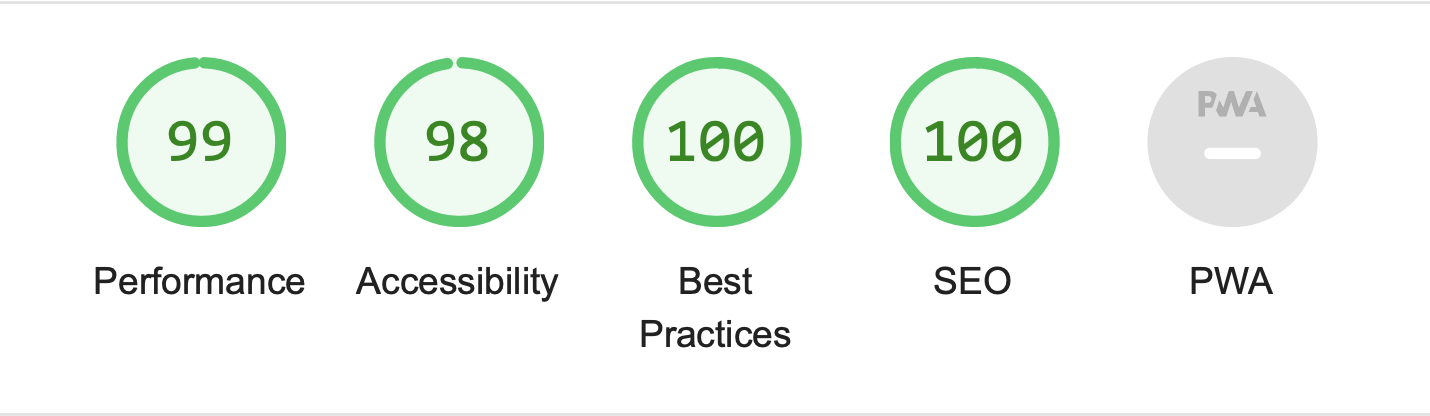 99
98
100
100
PWA
Performance
Accessibility
Best
Practices
SEO
PWA